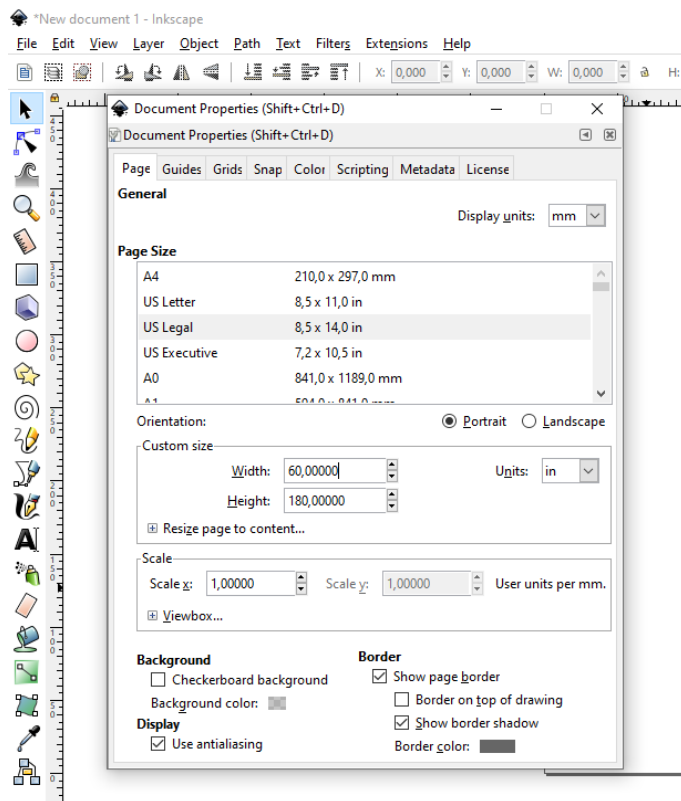 *New document 1 - Inkscape
File Edit View Layer Object Path Text Filters Extensions Help
X: 0,000 Y: 0,000 W: 0,000 H:
Document Properties (Shift+Ctrl+D)
Document Properties (Shift+Ctrl+D)
Page Guides Grids Snap Color Scripting Metadata License
General
Display units: mm
Page Size
A4 210,0 x 297,0 mm
US Letter 8,5 x 11,0 in
US Legal 8,5 x 14,0 in
US Executive 7,2 x 10,5 in
A0 841,0 x 1189,0 mm
A1 594,0 x 841,0 mm
Orientation: Portrait Landscape
Custom size
Width: 60,00000 Units: in
Height: 180,00000
Resize page to content...
Scale
Scale x: 1,00000 Scale y: 1,00000 User units per mm.
Viewbox...
Background Border
Checkerboard background Show page border
Background color: Border on top of drawing
Display Show border shadow
Use antialiasing Border color: